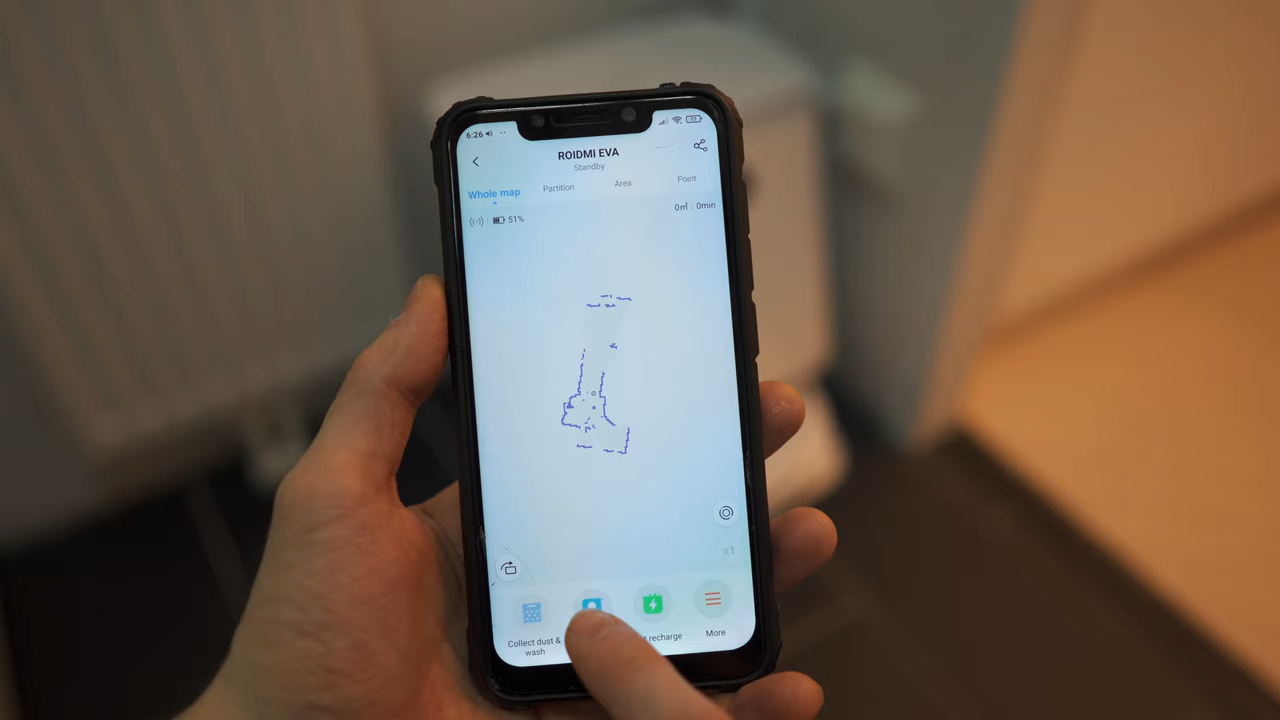 6:26
ROIDMI EVA
Standby
Whole map
Partition
Area
Point
51%
0㎡ 0min
X1
Collect dust &
wash
recharge
More